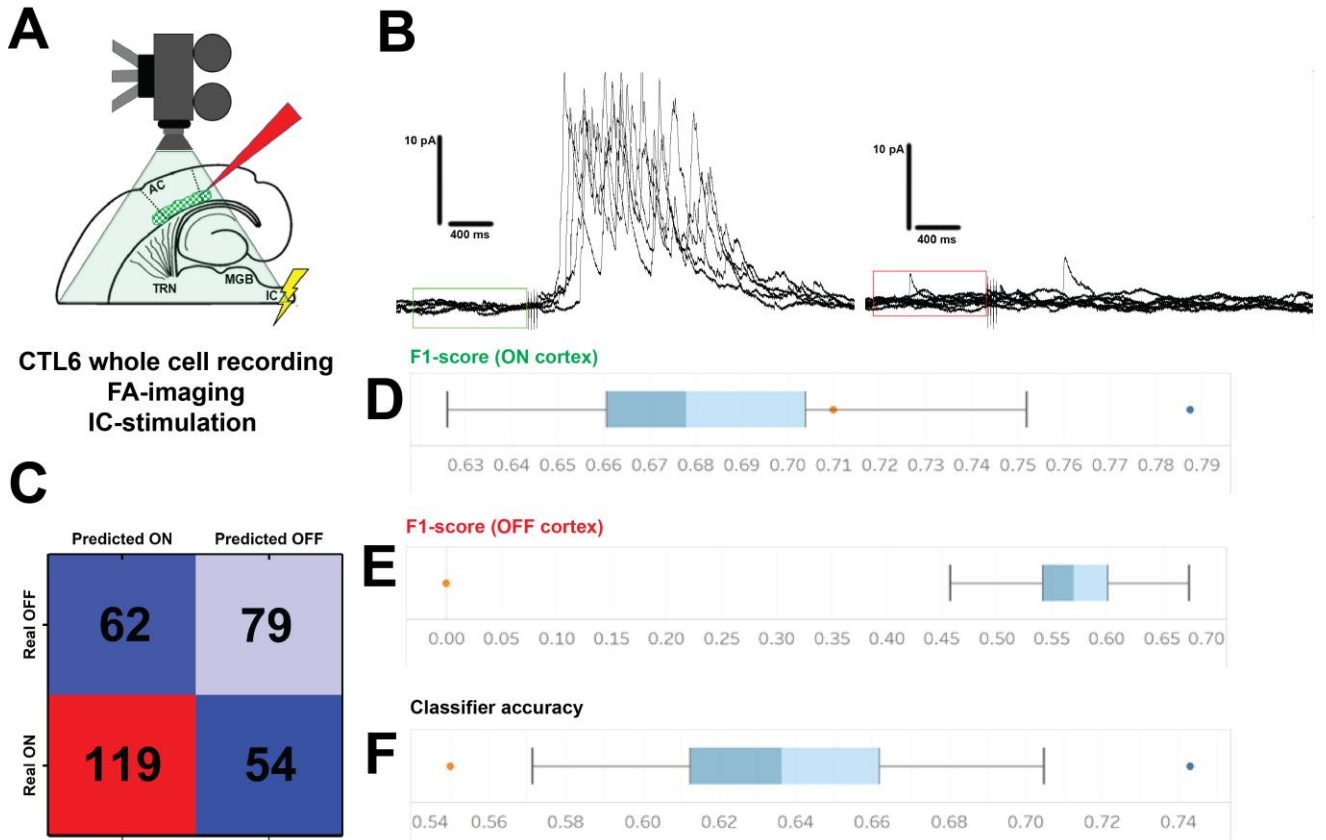 A
AC
TRN
MGB
IC
CTL6 whole cell recording
FA-imaging
IC-stimulation
B
10 pA
400 ms
10 pA
400 ms
C
Predicted ON Predicted OFF
Real OFF
62 79
Real ON
119 54
F1-score (ON cortex)
D
0.63 0.64 0.65 0.66 0.67 0.68 0.69 0.70 0.71 0.72 0.73 0.74 0.75 0.76 0.77 0.78 0.79
F1-score (OFF cortex)
E
0.00 0.05 0.10 0.15 0.20 0.25 0.30 0.35 0.40 0.45 0.50 0.55 0.60 0.65 0.70
Classifier accuracy
F
0.54 0.56 0.58 0.60 0.62 0.64 0.66 0.68 0.70 0.72 0.74